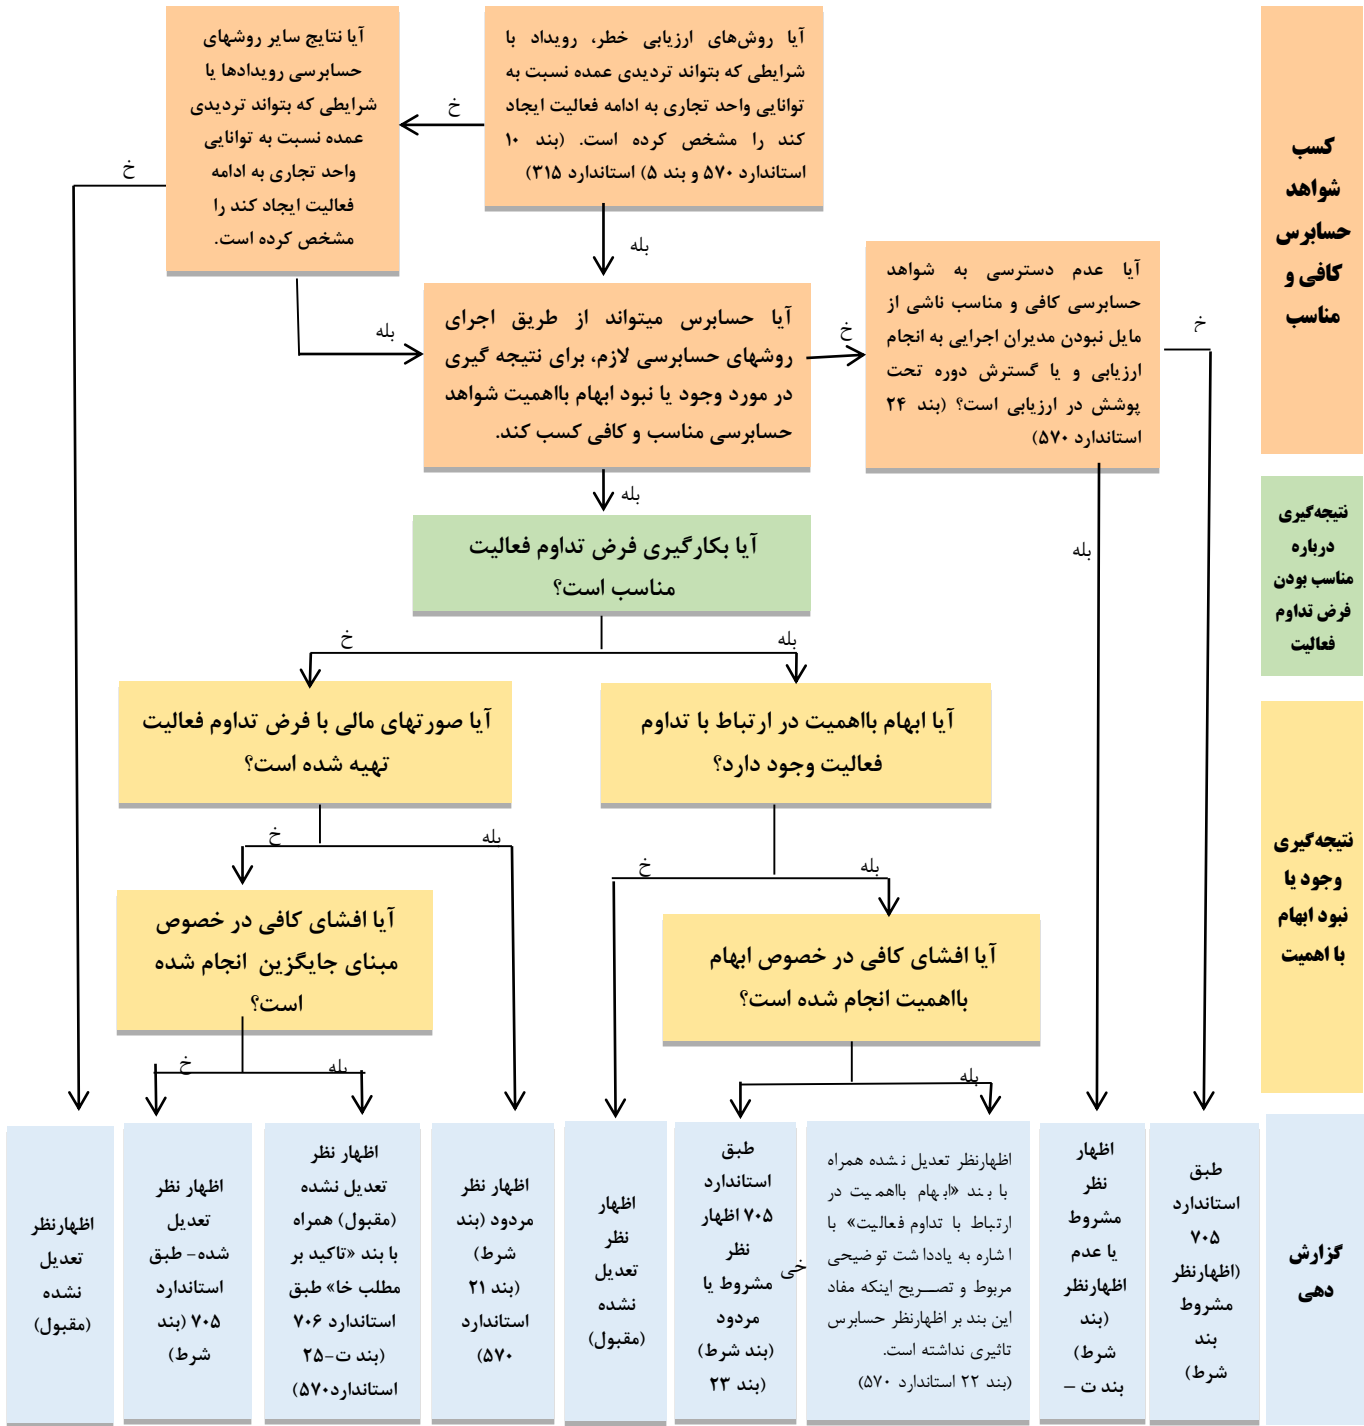 آیا روش‌های ارزیابی خطر، رویداد با
شرایطی که بتواند تردیدی عمده نسبت به
توانایی واحد تجاری به ادامه فعالیت ایجاد
کند را مشخص کرده است. (بند ۱۰
استاندارد ۵۷۰ و بند ۵) استاندارد ۳۱۵)
خ
بله
آیا نتایج سایر روشهای
حسابرسی رویدادها یا
شرایطی که بتواند تردیدی
عمده نسبت به توانایی
واحد تجاری به ادامه
فعالیت ایجاد کند را
مشخص کرده است.
خ
بله
کسب
شواهد
حسابرس
کافی و
مناسب
آیا حسابرس میتواند از طریق اجرای
روشهای حسابرسی لازم، برای نتیجه گیری
در مورد وجود یا نبود ابهام بااهمیت شواهد
حسابرسی مناسب و کافی کسب کند.
خ
بله
آیا عدم دسترسی به شواهد
حسابرسی کافی و مناسب ناشی از
مایل نبودن مدیران اجرایی به انجام
ارزیابی و یا گسترش دوره تحت
پوشش در ارزیابی است؟ (بند ۲۴
استاندارد ۵۷۰)
خ
بله
نتیجه‌گیری
درباره
مناسب بودن
فرض تداوم
فعالیت
آیا بکارگیری فرض تداوم فعالیت
مناسب است؟
بله
خ
نتیجه‌گیری
وجود یا
نبود ابهام
با اهمیت
آیا ابهام بااهمیت در ارتباط با تداوم
فعالیت وجود دارد؟
بله
خ
آیا صورتهای مالی با فرض تداوم فعالیت
تهیه شده است؟
بله
خ
آیا افشای کافی در خصوص ابهام
بااهمیت انجام شده است؟
بله
خی
آیا افشای کافی در خصوص
مبنای جایگزین انجام شده
است؟
بله
خ
گزارش
دهی
طبق
استاندارد
۷۰۵
(اظهارنظر
مشروط
بند
شرط)
اظهار
نظر
مشروط
یا عدم
اظهارنظر
(بند
شرط)
بند ت –
اظهارنظر تعدیل نشده همراه
با بند «ابهام بااهمیت در
ارتباط با تداوم فعالیت» با
اشاره به یادداشت توضیحی
مربوط و تصریح اینکه مفاد
این بند بر اظهارنظر حسابرس
تاثیری نداشته است.
(بند ۲۲ استاندارد ۵۷۰)
طبق
استاندارد
۷۰۵ اظهار
نظر
مشروط یا
مردود
(بند شرط)
(بند ۲۳
اظهار
نظر
تعدیل
نشده
(مقبول)
اظهار نظر
مردود (بند
شرط)
(بند ۲۱
استاندارد
۵۷۰)
اظهار نظر
تعدیل نشده
(مقبول) همراه
با بند «تاکید بر
مطلب خا» طبق
استاندارد ۷۰۶
(بند ت-۲۵
استاندارد۵۷۰)
اظهار نظر
تعدیل
شده- طبق
استاندارد
۷۰۵ (بند
شرط)
اظهارنظر
تعدیل
نشده
(مقبول)